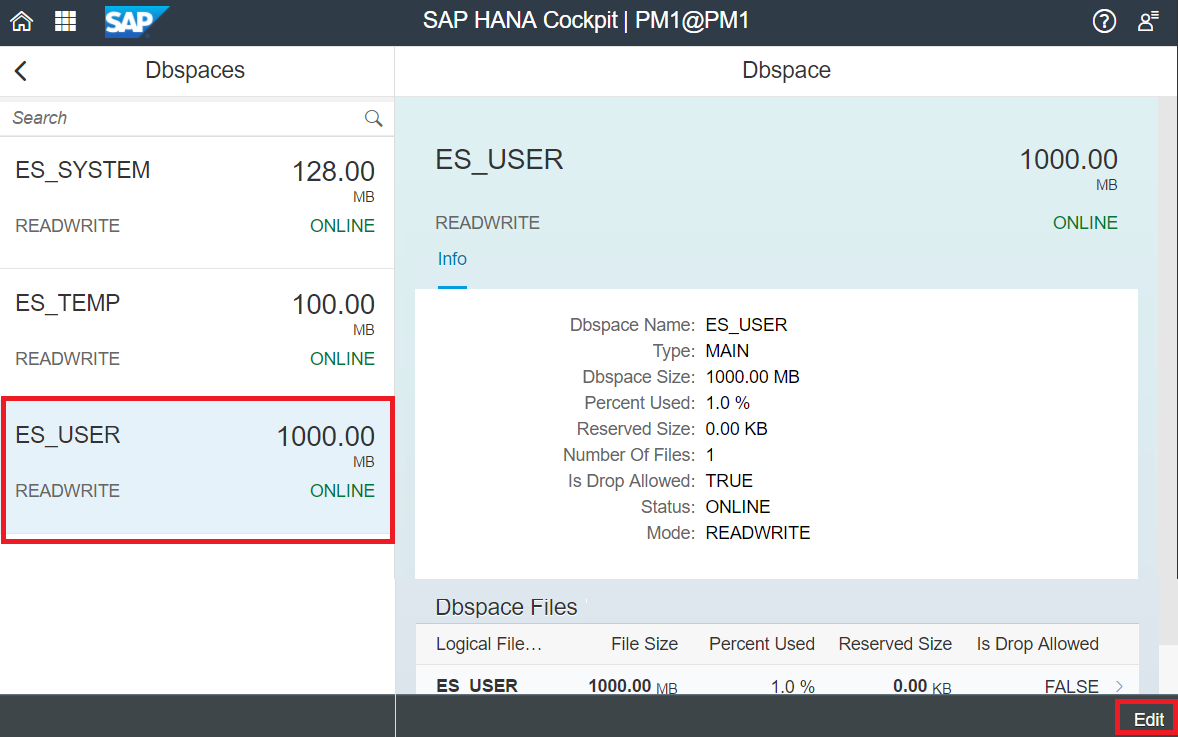 SAP SAP HANA Cockpit | PM1@PM1
Dbspaces
Search
ES_SYSTEM 128.00
MB
READWRITE ONLINE
ES_TEMP 100.00
MB
READWRITE ONLINE
ES_USER 1000.00
MB
READWRITE ONLINE
Dbspace
ES_USER 1000.00
MB
READWRITE ONLINE
Info
Dbspace Name: ES_USER
Type: MAIN
Dbspace Size: 1000.00 MB
Percent Used: 1.0 %
Reserved Size: 0.00 KB
Number Of Files: 1
Is Drop Allowed: TRUE
Status: ONLINE
Mode: READWRITE
Dbspace Files
Logical File... File Size Percent Used Reserved Size Is Drop Allowed
ES_USER 1000.00 MB 1.0 % 0.00 KB FALSE
Edit